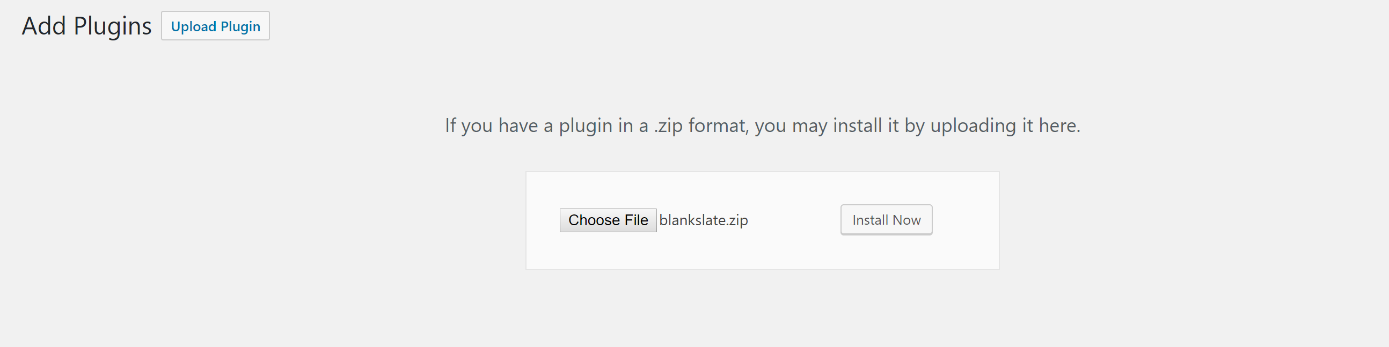 Add Plugins Upload Plugin
If you have a plugin in a .zip format, you may install it by uploading it here.
Choose File blankslate.zip Install Now